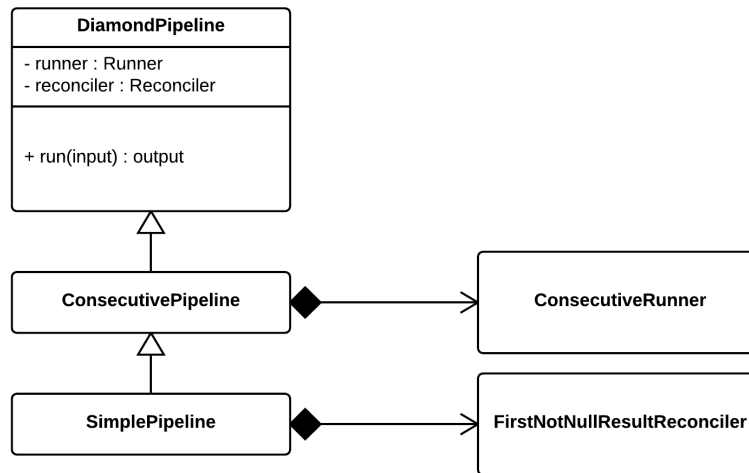 DiamondPipeline
- runner : Runner
- reconciler : Reconciler
+ run(input) : output
ConsecutivePipeline
ConsecutiveRunner
SimplePipeline
FirstNotNullResultReconciler